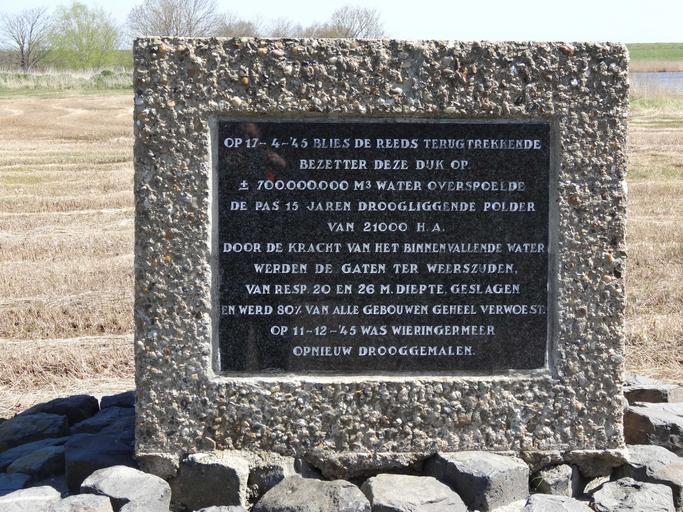 OP 17-4-'45 BLIES DE REEDS TERUGTREKKENDE
BEZETTER DEZE DIJK OP.
± 700.000.000 M³ WATER OVERSPOELDE
DE PAS 15 JAREN DROOGLIGGENDE POLDER
VAN 21000 H.A.
DOOR DE KRACHT VAN HET BINNENVALLENDE WATER
WERDEN DE GATEN TER WEERSZIJDEN,
VAN RESP. 20 EN 26 M. DIEPTE, GESLAGEN
EN WERD 80% VAN ALLE GEBOUWEN GEHEEL VERWOEST.
OP 11-12-'45 WAS WIERINGERMEER
OPNIEUW DROOGGEMALEN.